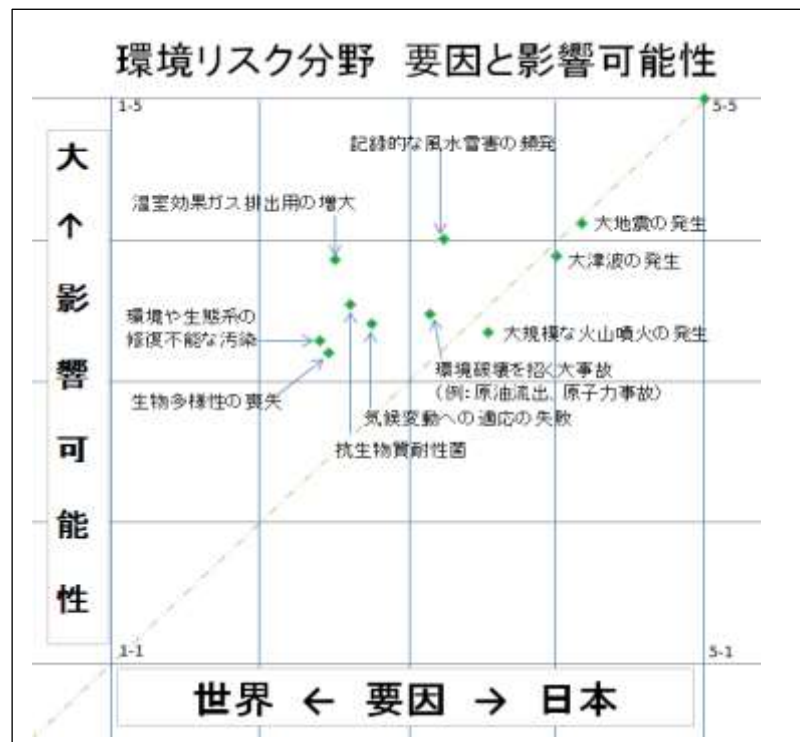 環境リスク分野 要因と影響可能性
1-5
5-5
大↑影響可能性
記録的な風水雪害の頻発
温室効果ガス排出用の増大
大地震の発生
大津波の発生
環境や生態系の
修復不能な汚染
大規模な火山噴火の発生
環境破壊を招く大事故
(例:原油流出、原子力事故)
生物多様性の喪失
気候変動への適応の失敗
抗生物質耐性菌
1-1
5-1
世界 ← 要因 → 日本